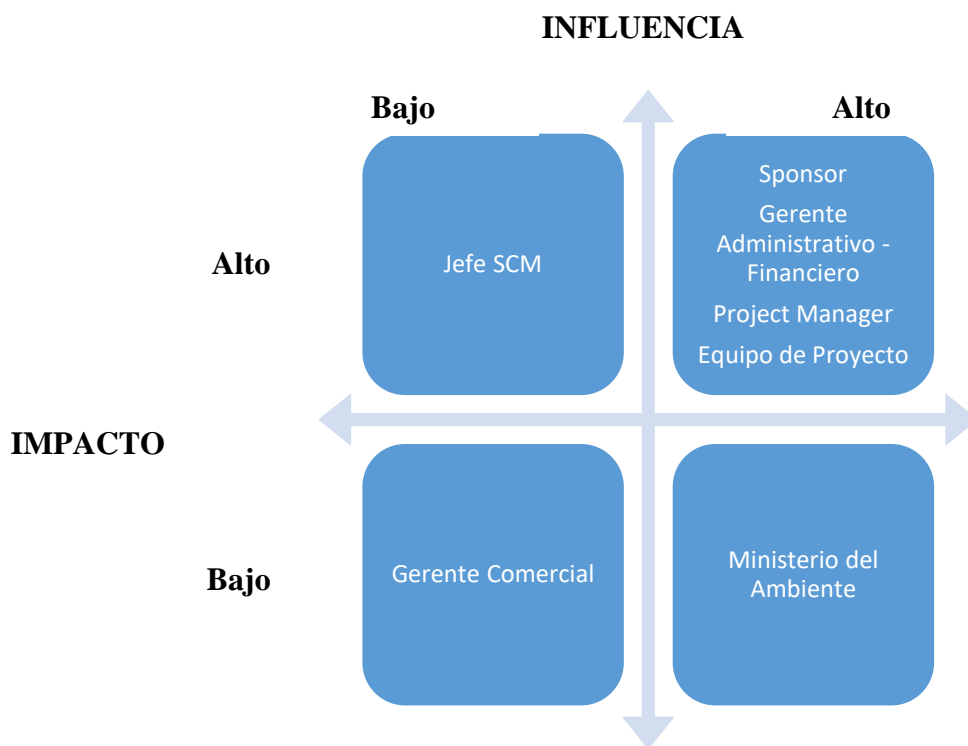 INFLUENCIA
Bajo
Alto
Alto
Jefe SCM
Sponsor
Gerente
Administrativo -
Financiero
Project Manager
Equipo de Proyecto
IMPACTO
Bajo
Gerente Comercial
Ministerio del
Ambiente